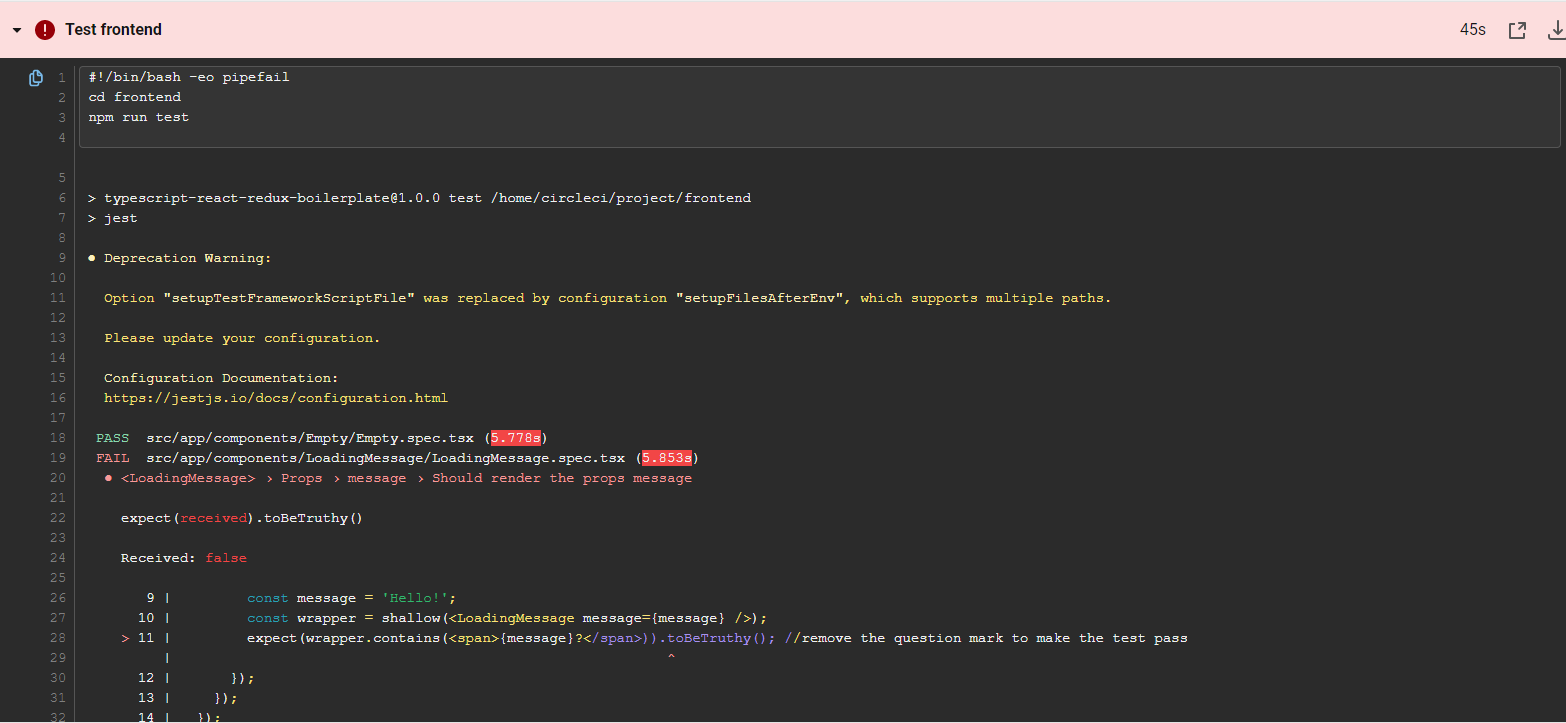 Test frontend
45s
1 #!/bin/bash -eo pipefail
2 cd frontend
3 npm run test
4
5
6 > typescript-react-redux-boilerplate@1.0.0 test /home/circleci/project/frontend
7 > jest
8
9 ● Deprecation Warning:
10
11 Option "setupTestFrameworkScriptFile" was replaced by configuration "setupFilesAfterEnv", which supports multiple paths.
12
13 Please update your configuration.
14
15 Configuration Documentation:
16 https://jestjs.io/docs/configuration.html
17
18 PASS src/app/components/Empty/Empty.spec.tsx (5.778s)
19 FAIL src/app/components/LoadingMessage/LoadingMessage.spec.tsx (5.853s)
20 ● <LoadingMessage> › Props › message › Should render the props message
21
22 expect(received).toBeTruthy()
23
24 Received: false
25
26 9 | const message = 'Hello!';
27 10 | const wrapper = shallow(<LoadingMessage message={message} />);
28 > 11 | expect(wrapper.contains(<span>{message}?</span>)).toBeTruthy(); //remove the question mark to make the test pass
29 | ^
30 12 | });
31 13 | });
32 14 | });